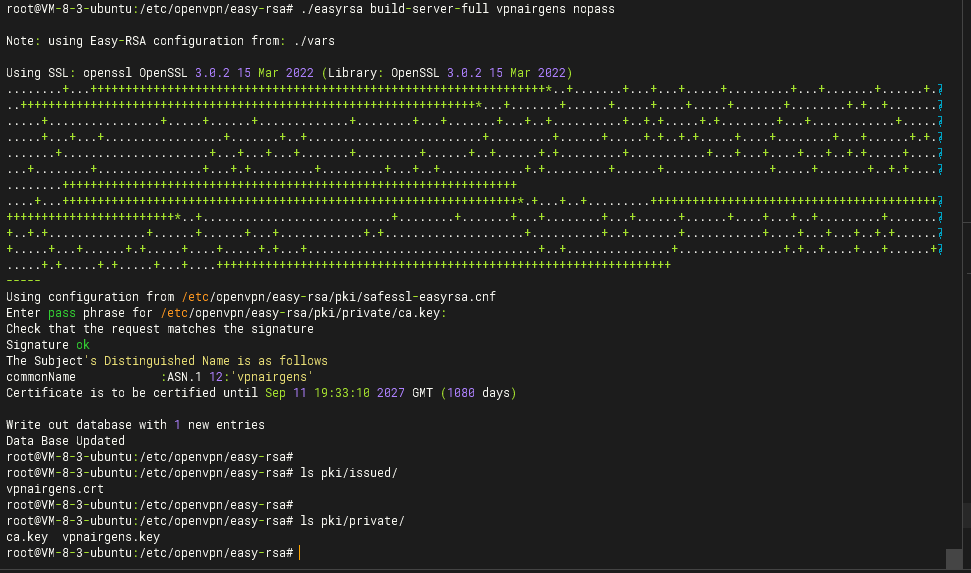 root@VM-8-3-ubuntu:/etc/openvpn/easy-rsa# ./easyrsa build-server-full vpnairgens nopass
Note: using Easy-RSA configuration from: ./vars
Using SSL: openssl OpenSSL 3.0.2 15 Mar 2022 (Library: OpenSSL 3.0.2 15 Mar 2022)
-----
Using configuration from /etc/openvpn/easy-rsa/pki/safessl-easyrsa.cnf
Enter pass phrase for /etc/openvpn/easy-rsa/pki/private/ca.key:
Check that the request matches the signature
Signature ok
The Subject's Distinguished Name is as follows
commonName            :ASN.1 12:'vpnairgens'
Certificate is to be certified until Sep 11 19:33:10 2027 GMT (1080 days)
Write out database with 1 new entries
Data Base Updated
root@VM-8-3-ubuntu:/etc/openvpn/easy-rsa#
root@VM-8-3-ubuntu:/etc/openvpn/easy-rsa# ls pki/issued/
vpnairgens.crt
root@VM-8-3-ubuntu:/etc/openvpn/easy-rsa#
root@VM-8-3-ubuntu:/etc/openvpn/easy-rsa# ls pki/private/
ca.key  vpnairgens.key
root@VM-8-3-ubuntu:/etc/openvpn/easy-rsa#